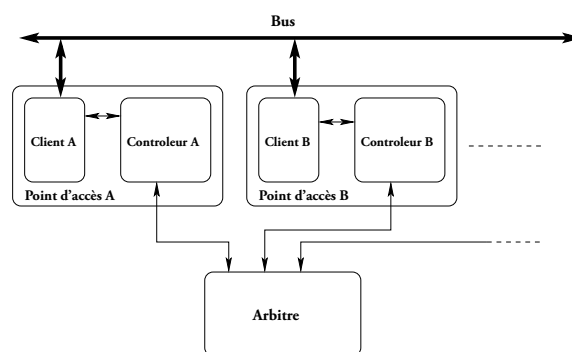 Bus
Client A
Controleur A
Client B
Controleur B
Point d'accès A
Point d'accès B
Arbitre